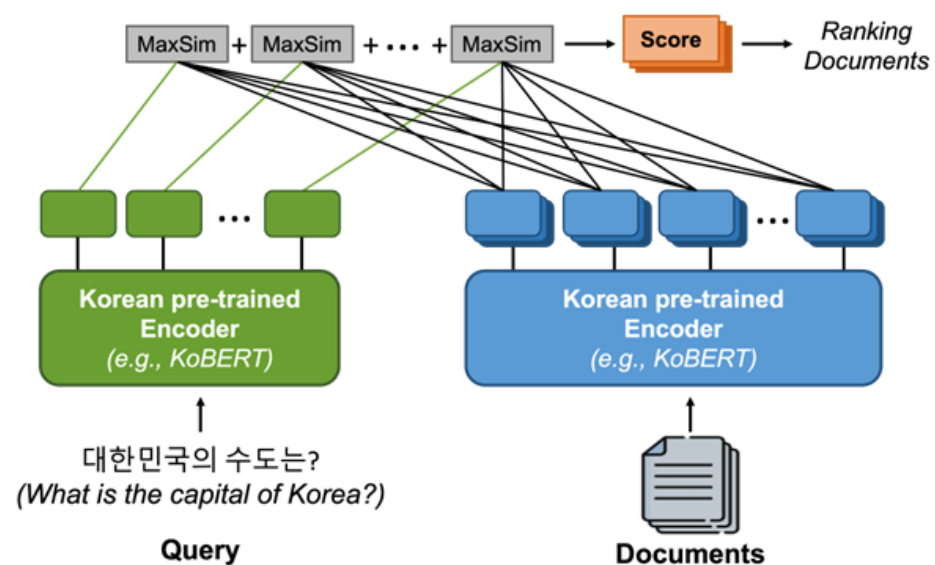 MaxSim + MaxSim + ... + MaxSim
Score
Ranking
Documents
...
...
Korean pre-trained
Encoder
(e.g., KoBERT)
Korean pre-trained
Encoder
(e.g., KoBERT)
대한민국의 수도는?
(What is the capital of Korea?)
Query
Documents